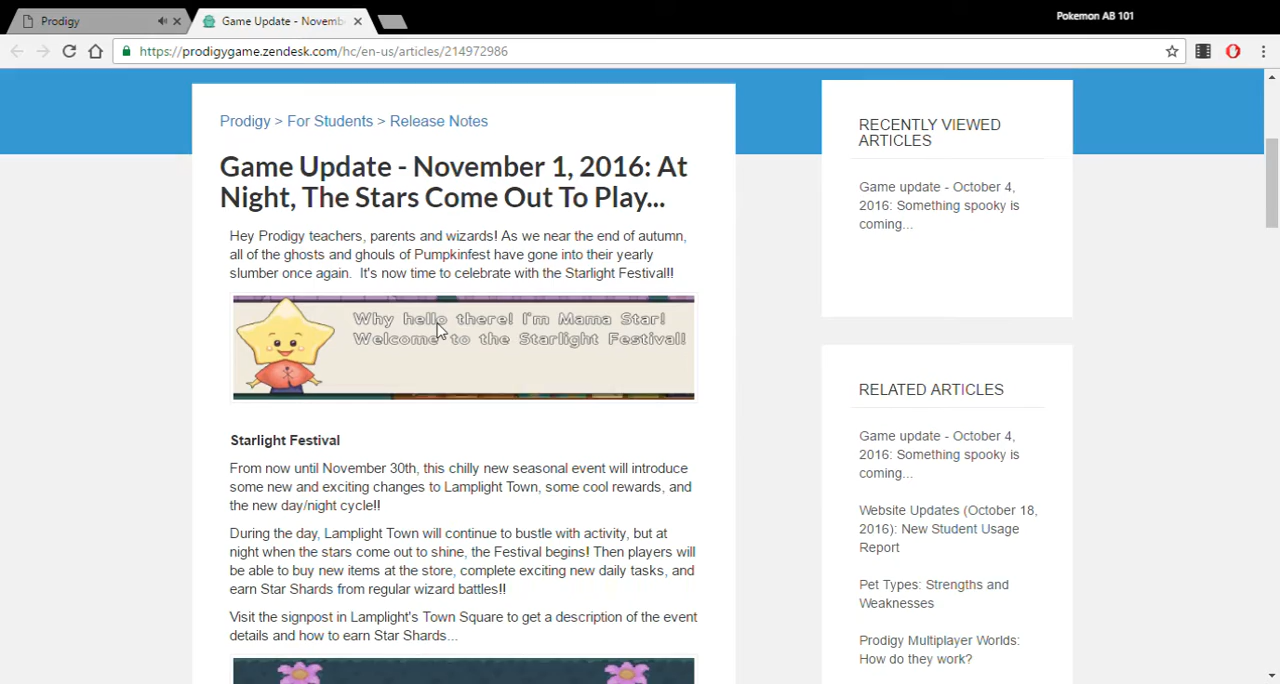 Prodigy
Game Update - Novemb
Pokemon AB 101
https://prodigygame.zendesk.com/hc/en-us/articles/214972986
Prodigy > For Students > Release Notes
Game Update - November 1, 2016: At
Night, The Stars Come Out To Play...
Hey Prodigy teachers, parents and wizards! As we near the end of autumn,
all of the ghosts and ghouls of Pumpkinfest have gone into their yearly
slumber once again.  It's now time to celebrate with the Starlight Festival!!
Why hello there! I'm Mama Star!
Welcome to the Starlight Festival!
Starlight Festival
From now until November 30th, this chilly new seasonal event will introduce
some new and exciting changes to Lamplight Town, some cool rewards, and
the new day/night cycle!!
During the day, Lamplight Town will continue to bustle with activity, but at
night when the stars come out to shine, the Festival begins! Then players will
be able to buy new items at the store, complete exciting new daily tasks, and
earn Star Shards from regular wizard battles!!
Visit the signpost in Lamplight's Town Square to get a description of the event
details and how to earn Star Shards...
RECENTLY VIEWED
ARTICLES
Game update - October 4,
2016: Something spooky is
coming...
RELATED ARTICLES
Game update - October 4,
2016: Something spooky is
coming...
Website Updates (October 18,
2016): New Student Usage
Report
Pet Types: Strengths and
Weaknesses
Prodigy Multiplayer Worlds:
How do they work?